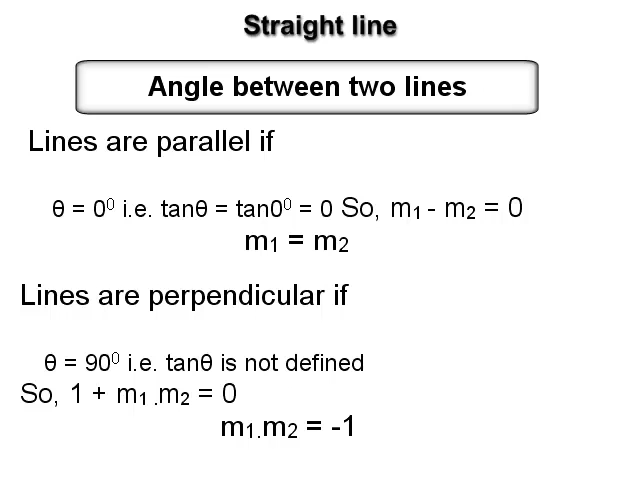 Straight line
Angle between two lines
Lines are parallel if
θ = 0⁰ i.e. tanθ = tan0⁰ = 0 So, m₁ - m₂ = 0
m₁ = m₂
Lines are perpendicular if
θ = 90⁰ i.e. tanθ is not defined
So, 1 + m₁ .m₂ = 0
m₁.m₂ = -1